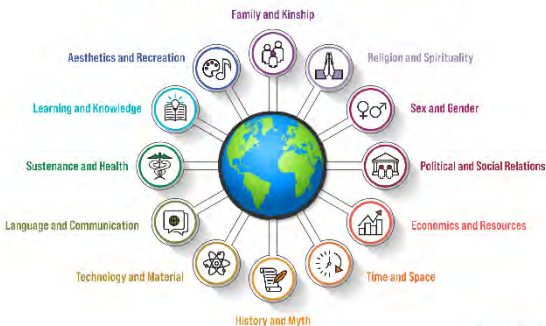 Family and Kinship
Aesthetics and Recreation
Religion and Spirituality
Learning and Knowledge
Sex and Gender
Sustenance and Health
Political and Social Relations
Language and Communication
Economics and Resources
Technology and Material
Time and Space
History and Myth